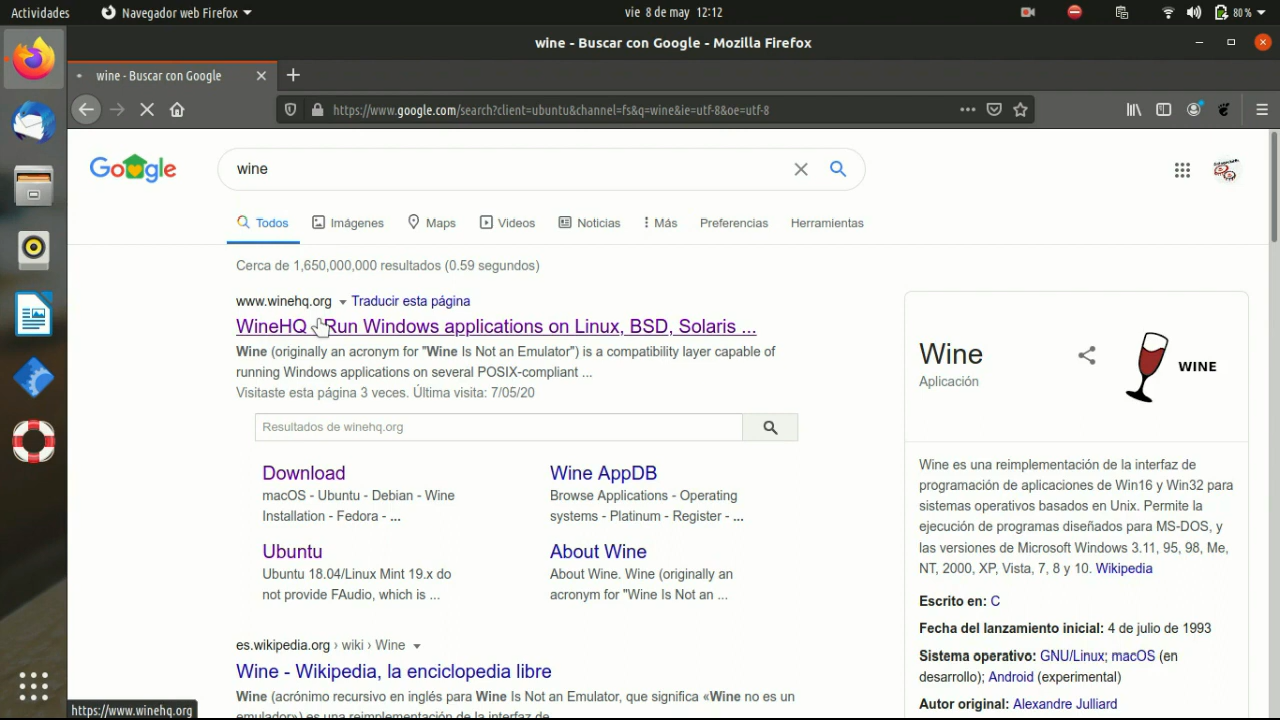 Actividades
Navegador web Firefox
vie 8 de may 12:12
80 %
wine - Buscar con Google - Mozilla Firefox
wine - Buscar con Google
https://www.google.com/search?client=ubuntu&channel=fs&q=wine&ie=utf-8&oe=utf-8
Google
wine
Todos
Imágenes
Maps
Videos
Noticias
Más
Preferencias
Herramientas
Cerca de 1,650,000,000 resultados (0.59 segundos)
www.winehq.org Traducir esta página
WineHQ - Run Windows applications on Linux, BSD, Solaris ...
Wine (originally an acronym for "Wine Is Not an Emulator") is a compatibility layer capable of
running Windows applications on several POSIX-compliant ...
Visitaste esta página 3 veces. Última visita: 7/05/20
Resultados de winehq.org
Download
macOS - Ubuntu - Debian - Wine
Installation - Fedora - ...
Wine AppDB
Browse Applications - Operating
systems - Platinum - Register - ...
Ubuntu
Ubuntu 18.04/Linux Mint 19.x do
not provide FAudio, which is ...
About Wine
About Wine. Wine (originally an
acronym for "Wine Is Not an ...
es.wikipedia.org › wiki › Wine
Wine - Wikipedia, la enciclopedia libre
Wine (acrónimo recursivo en inglés para Wine Is Not an Emulator, que significa «Wine no es un
emulador») es una reimplementación de la interfaz de
Wine
Aplicación
WINE
Wine es una reimplementación de la interfaz de
programación de aplicaciones de Win16 y Win32 para
sistemas operativos basados en Unix. Permite la
ejecución de programas diseñados para MS-DOS, y
las versiones de Microsoft Windows 3.11, 95, 98, Me,
NT, 2000, XP, Vista, 7, 8 y 10. Wikipedia
Escrito en: C
Fecha del lanzamiento inicial: 4 de julio de 1993
Sistema operativo: GNU/Linux; macOS (en
desarrollo); Android (experimental)
Autor original: Alexandre Julliard
https://www.winehq.org